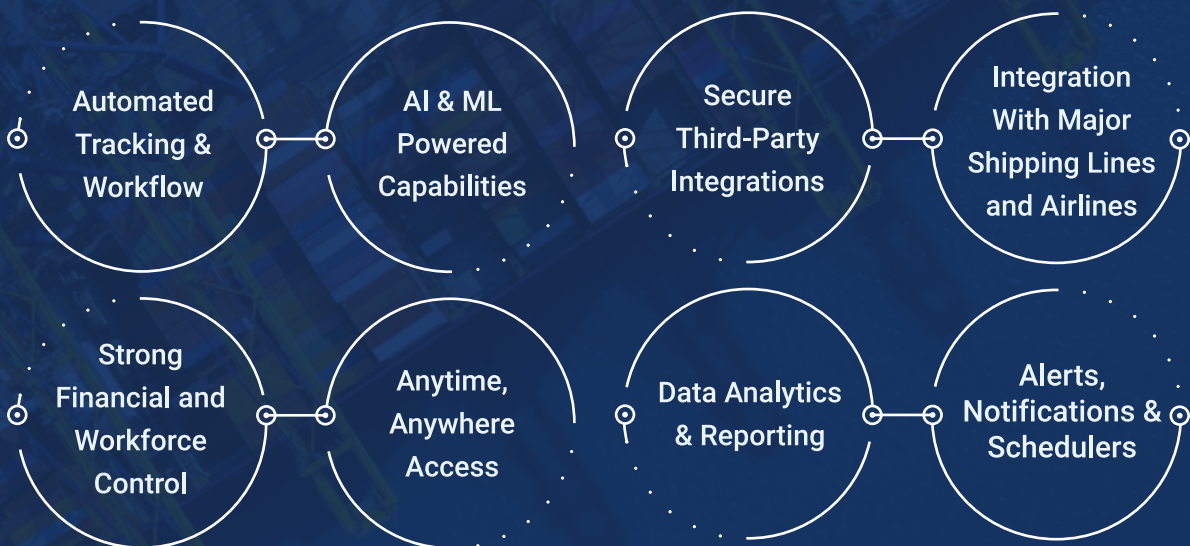 Automated
Tracking &
Workflow
AI & ML
Powered
Capabilities
Secure
Third-Party
Integrations
Integration
With Major
Shipping Lines
and Airlines
Strong
Financial and
Workforce
Control
Anytime,
Anywhere
Access
Data Analytics
& Reporting
Alerts,
Notifications &
Schedulers